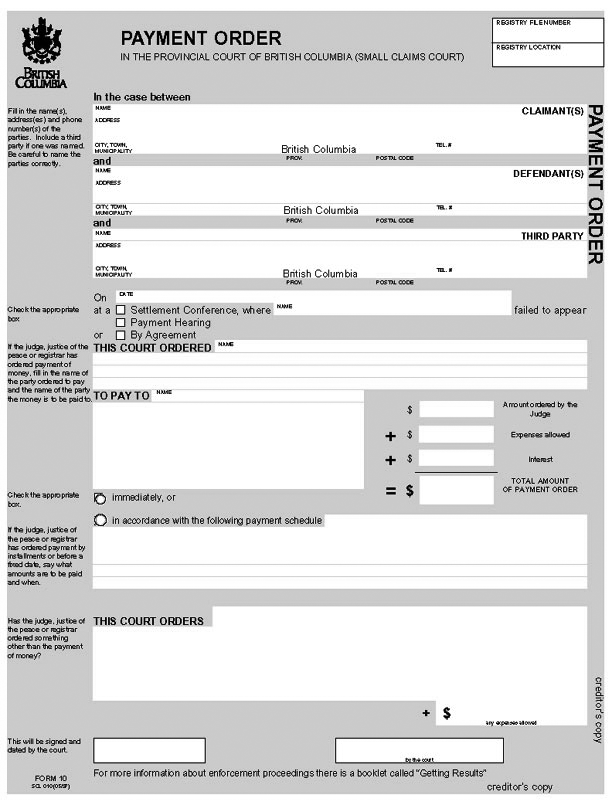 BRITISH
COLUMBIA
PAYMENT ORDER
IN THE PROVINCIAL COURT OF BRITISH COLUMBIA (SMALL CLAIMS COURT)
REGISTRY FILE NUMBER
REGISTRY LOCATION
In the case between
Fill in the name(s),
address(es) and phone
number(s) of the
parties. Include a third
party if one was named.
Be careful to name the
parties correctly.
NAME
CLAIMANT(S)
ADDRESS
CITY, TOWN,
MUNICIPALITY
British Columbia
PROV.
POSTAL CODE
TEL. #
and
NAME
DEFENDANT(S)
ADDRESS
CITY, TOWN,
MUNICIPALITY
British Columbia
PROV.
POSTAL CODE
TEL. #
and
NAME
THIRD PARTY
ADDRESS
CITY, TOWN,
MUNICIPALITY
British Columbia
PROV.
POSTAL CODE
TEL. #
PAYMENT ORDER
On
DATE
Check the appropriate
box
at a Settlement Conference, where
NAME
failed to appear
Payment Hearing
or By Agreement
If the judge, justice of the
peace or registrar has
ordered payment of
money, fill in the name of
the party ordered to pay
and the name of the party
the money is to be paid to.
THIS COURT ORDERED
NAME
TO PAY TO
NAME
$
Amount ordered by the
Judge
+ $
Expenses allowed
+ $
Interest
= $
TOTAL AMOUNT
OF PAYMENT ORDER
Check the appropriate
box.
immediately, or
in accordance with the following payment schedule
If the judge, justice of
the peace or registrar
has ordered payment by
installments or before a
fixed date, say what
amounts are to be paid
and when.
Has the judge, justice of
the peace or registrar
ordered something
other than the payment
of money?
THIS COURT ORDERS
+ $
any expenses allowed
creditor's copy
This will be signed and
dated by the court.
by the court
FORM 10
For more information about enforcement proceedings there is a booklet called "Getting Results"
creditor's copy